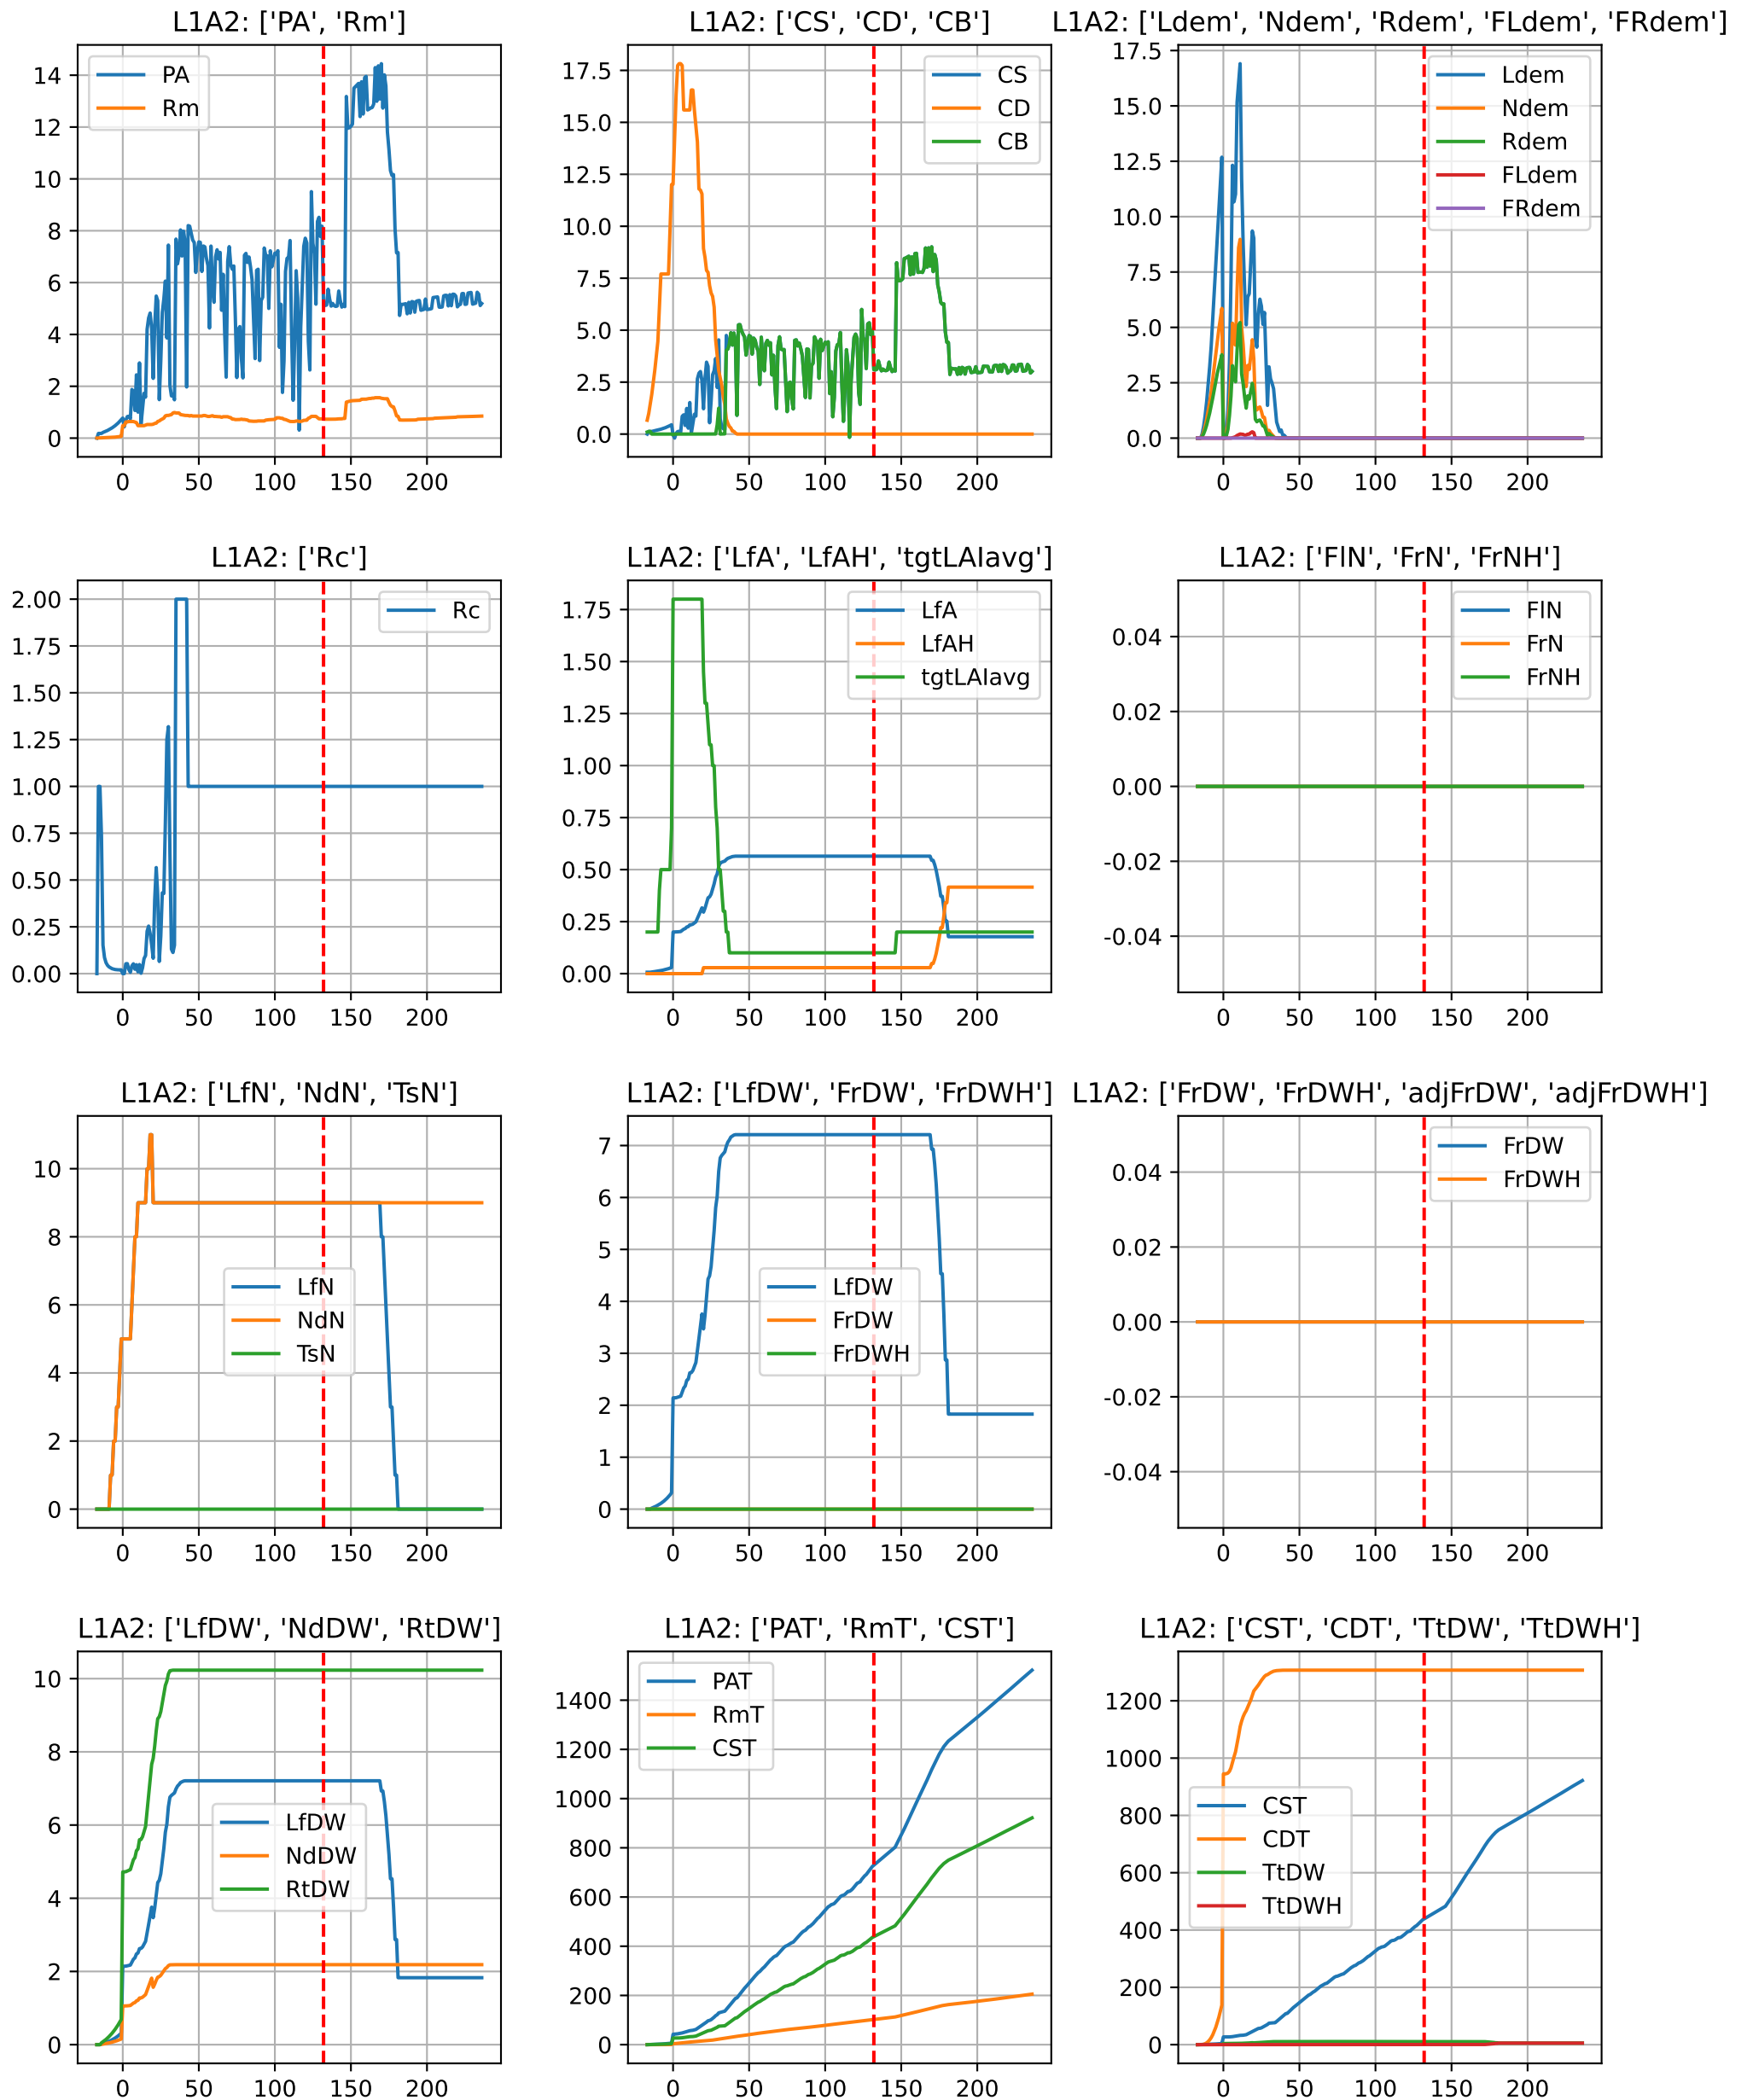 L1A2: ['PA', 'Rm']
14
12
10
8
6
4
2
0
0 50 100 150 200
PA
Rm
L1A2: ['CS', 'CD', 'CB']
17.5
15.0
12.5
10.0
7.5
5.0
2.5
0.0
0 50 100 150 200
CS
CD
CB
L1A2: ['Ldem', 'Ndem', 'Rdem', 'FLdem', 'FRdem']
17.5
15.0
12.5
10.0
7.5
5.0
2.5
0.0
0 50 100 150 200
Ldem
Ndem
Rdem
FLdem
FRdem
L1A2: ['Rc']
2.00
1.75
1.50
1.25
1.00
0.75
0.50
0.25
0.00
0 50 100 150 200
Rc
L1A2: ['LfA', 'LfAH', 'tgtLAIavg']
1.75
1.50
1.25
1.00
0.75
0.50
0.25
0.00
0 50 100 150 200
LfA
LfAH
tgtLAIavg
L1A2: ['FlN', 'FrN', 'FrNH']
0.04
0.02
0.00
-0.02
-0.04
0 50 100 150 200
FlN
FrN
FrNH
L1A2: ['LfN', 'NdN', 'TsN']
10
8
6
4
2
0
0 50 100 150 200
LfN
NdN
TsN
L1A2: ['LfDW', 'FrDW', 'FrDWH']
7
6
5
4
3
2
1
0
0 50 100 150 200
LfDW
FrDW
FrDWH
L1A2: ['FrDW', 'FrDWH', 'adjFrDW', 'adjFrDWH']
0.04
0.02
0.00
-0.02
-0.04
0 50 100 150 200
FrDW
FrDWH
L1A2: ['LfDW', 'NdDW', 'RtDW']
10
8
6
4
2
0
0 50 100 150 200
LfDW
NdDW
RtDW
L1A2: ['PAT', 'RmT', 'CST']
1400
1200
1000
800
600
400
200
0
0 50 100 150 200
PAT
RmT
CST
L1A2: ['CST', 'CDT', 'TtDW', 'TtDWH']
1200
1000
800
600
400
200
0
0 50 100 150 200
CST
CDT
TtDW
TtDWH